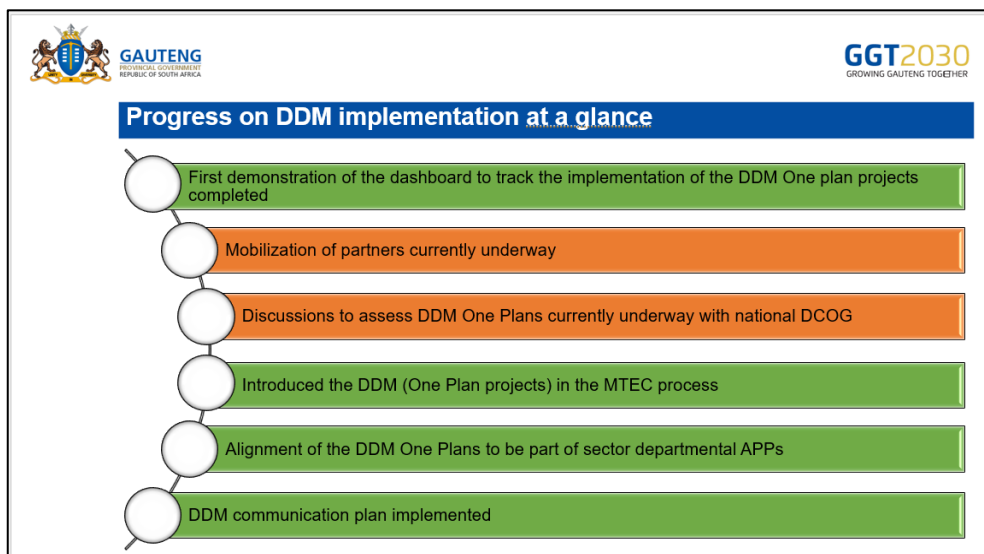 GAUTENG
PROVINCIAL GOVERNMENT
REPUBLIC OF SOUTH AFRICA
GGT2030
GROWING GAUTENG TOGETHER
Progress on DDM implementation at a glance
First demonstration of the dashboard to track the implementation of the DDM One plan projects
completed
Mobilization of partners currently underway
Discussions to assess DDM One Plans currently underway with national DCOG
Introduced the DDM (One Plan projects) in the MTEC process
Alignment of the DDM One Plans to be part of sector departmental APPs
DDM communication plan implemented